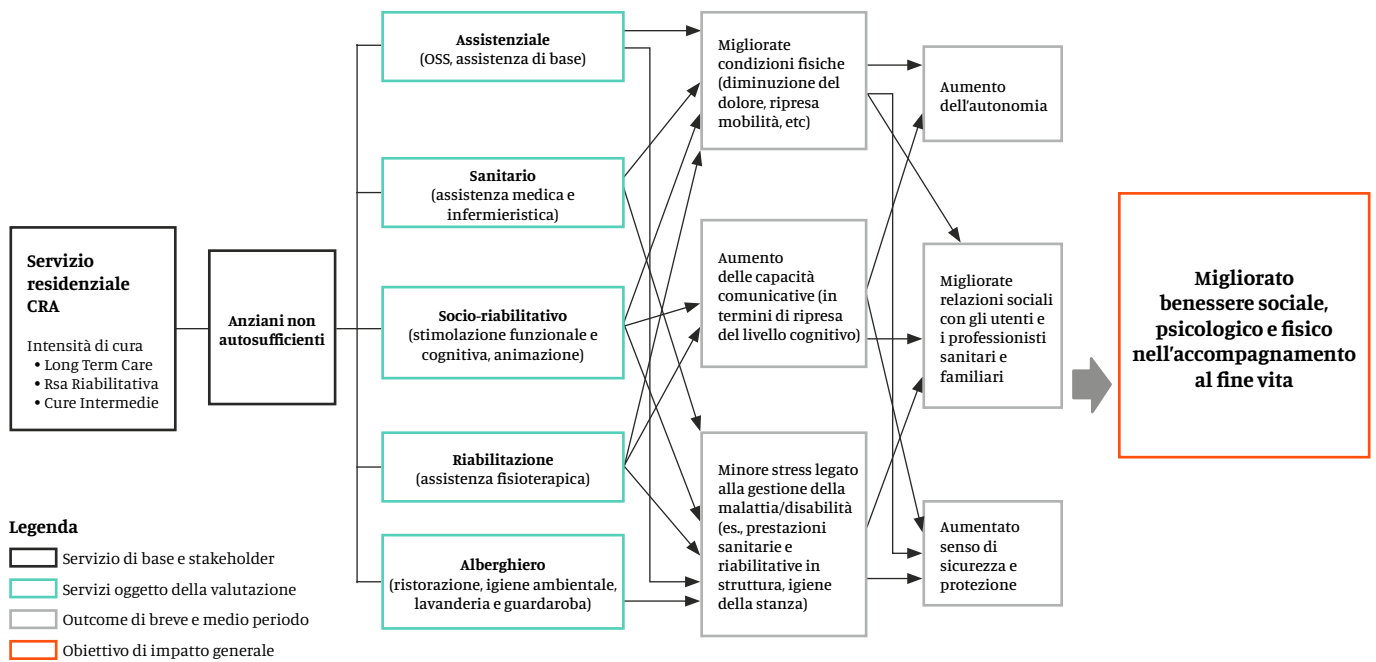 Servizio
residenziale
CRA
Intensità di cura
• Long Term Care
• Rsa Riabilitativa
• Cure Intermedie
Anziani non
autosufficienti
Assistenziale
(OSS, assistenza di base)
Sanitario
(assistenza medica e
infermieristica)
Socio-riabilitativo
(stimolazione funzionale e
cognitiva, animazione)
Riabilitazione
(assistenza fisioterapica)
Alberghiero
(ristorazione, igiene ambientale,
lavanderia e guardaroba)
Migliorate
condizioni fisiche
(diminuzione del
dolore, ripresa
mobilità, etc)
Aumento
delle capacità
comunicative (in
termini di ripresa
del livello cognitivo)
Minore stress legato
alla gestione della
malattia/disabilità
(es., prestazioni
sanitarie e
riabilitative in
struttura, igiene
della stanza)
Aumento
dell’autonomia
Migliorate
relazioni sociali
con gli utenti e
i professionisti
sanitari e
familiari
Aumentato
senso di
sicurezza e
protezione
Migliorato
benessere sociale,
psicologico e fisico
nell’accompagnamento
al fine vita
Legenda
Servizio di base e stakeholder
Servizi oggetto della valutazione
Outcome di breve e medio periodo
Obiettivo di impatto generale